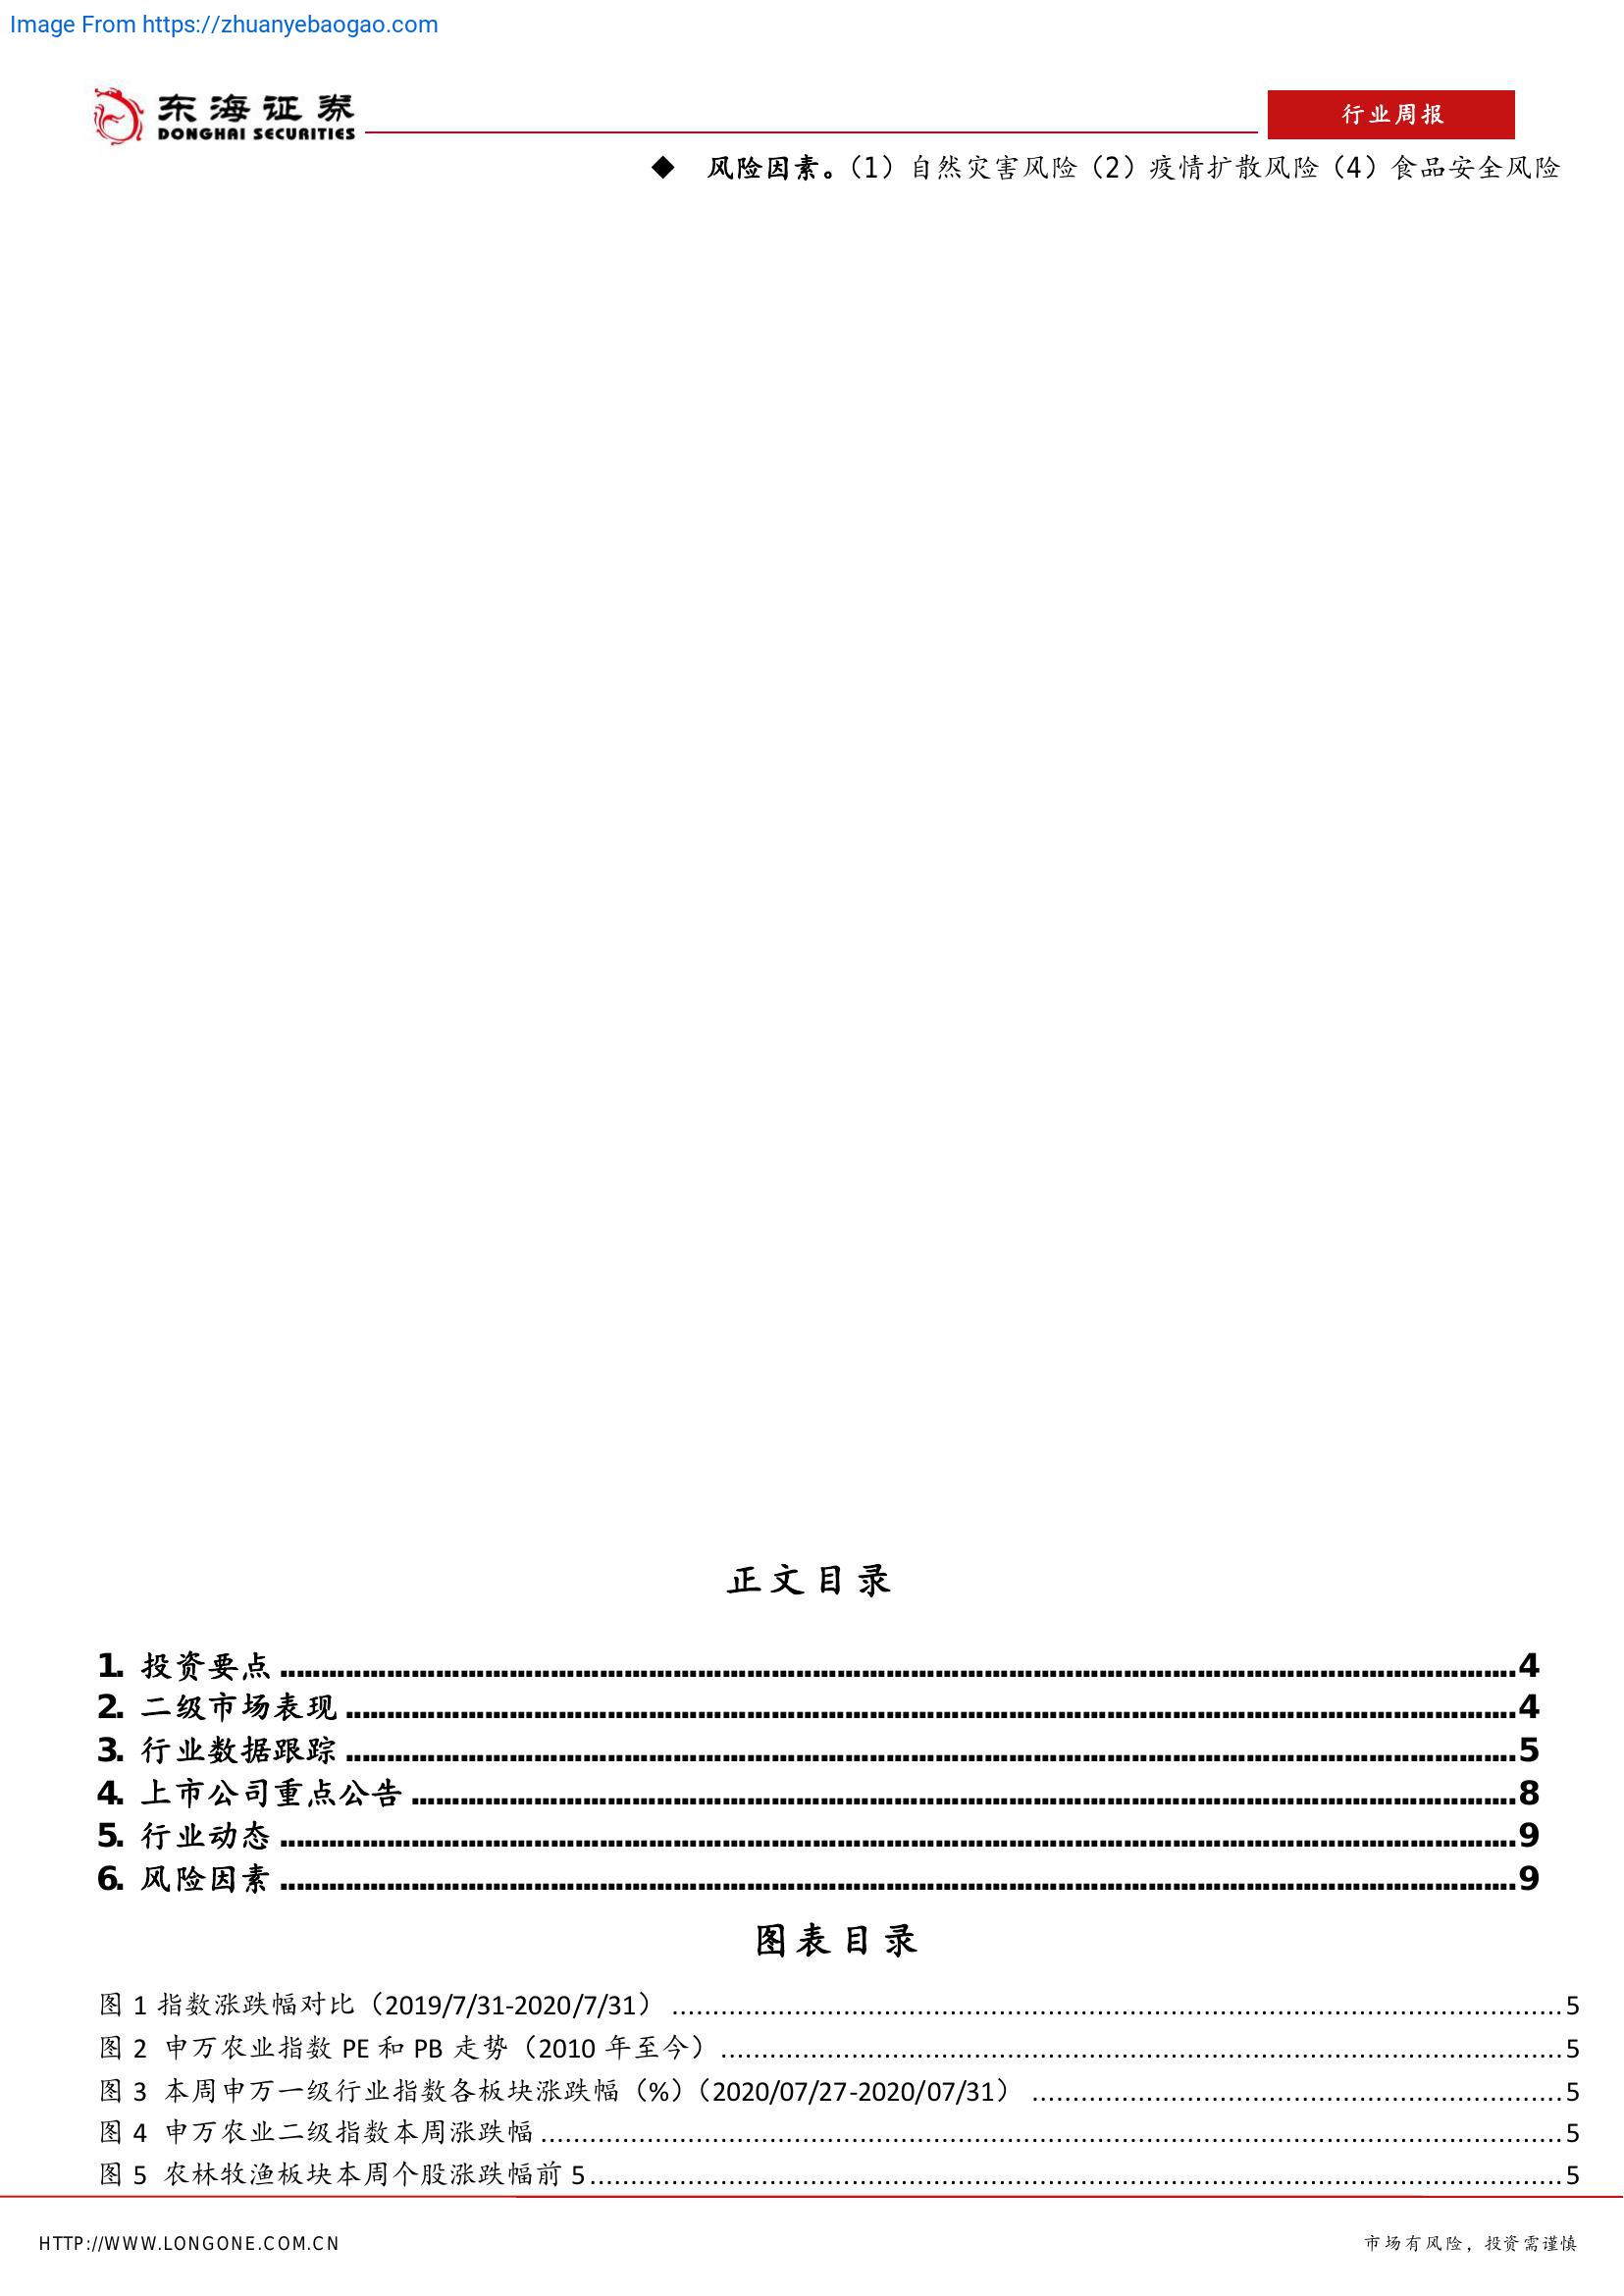 Image From https://zhuanyebaogao.com
东海证券
DONGHAI SECURITIES
行业周报
◆ 风险因素。（1）自然灾害风险（2）疫情扩散风险（4）食品安全风险
正文目录
1. 投资要点 ........................................ 4
2. 二级市场表现 ........................................ 4
3. 行业数据跟踪 ........................................ 5
4. 上市公司重点公告 ........................................ 8
5. 行业动态 ........................................ 9
6. 风险因素 ........................................ 9
图表目录
图 1 指数涨跌幅对比（2019/7/31-2020/7/31） ........................................ 5
图 2 申万农业指数 PE 和 PB 走势（2010 年至今） ........................................ 5
图 3 本周申万一级行业指数各板块涨跌幅（%）（2020/07/27-2020/07/31） ........................................ 5
图 4 申万农业二级指数本周涨跌幅 ........................................ 5
图 5 农林牧渔板块本周个股涨跌幅前 5 ........................................ 5
HTTP://WWW.LONGONE.COM.CN
市场有风险，投资需谨慎